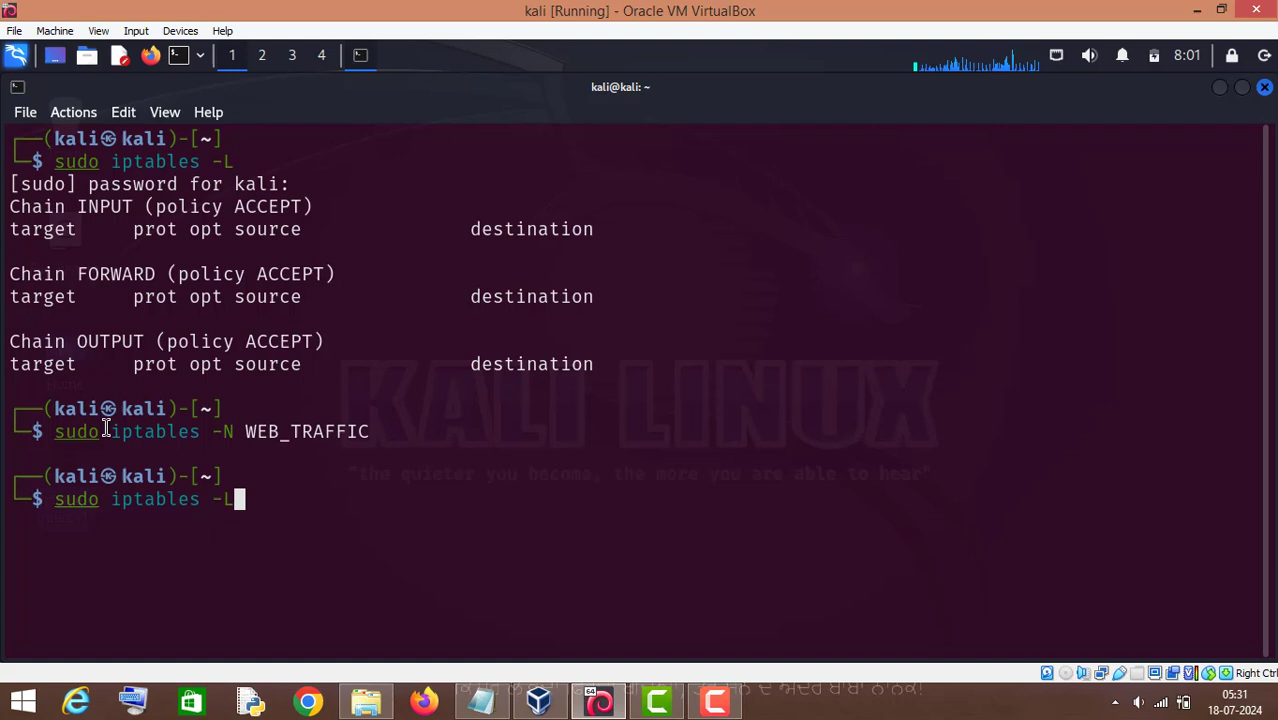 kali [Running] - Oracle VM VirtualBox
File Machine View Input Devices Help
1 2 3 4 8:01
kali@kali: ~
File Actions Edit View Help
┌──(kali㉿kali)-[~]
└─$ sudo iptables -L
[sudo] password for kali:
Chain INPUT (policy ACCEPT)
target prot opt source destination
Chain FORWARD (policy ACCEPT)
target prot opt source destination
Chain OUTPUT (policy ACCEPT)
target prot opt source destination
┌──(kali㉿kali)-[~]
└─$ sudo iptables -N WEB_TRAFFIC
┌──(kali㉿kali)-[~]
└─$ sudo iptables -L
KALI LINUX
"the quieter you become, the more you are able to hear"
Right Ctrl
64
05:31
18-07-2024